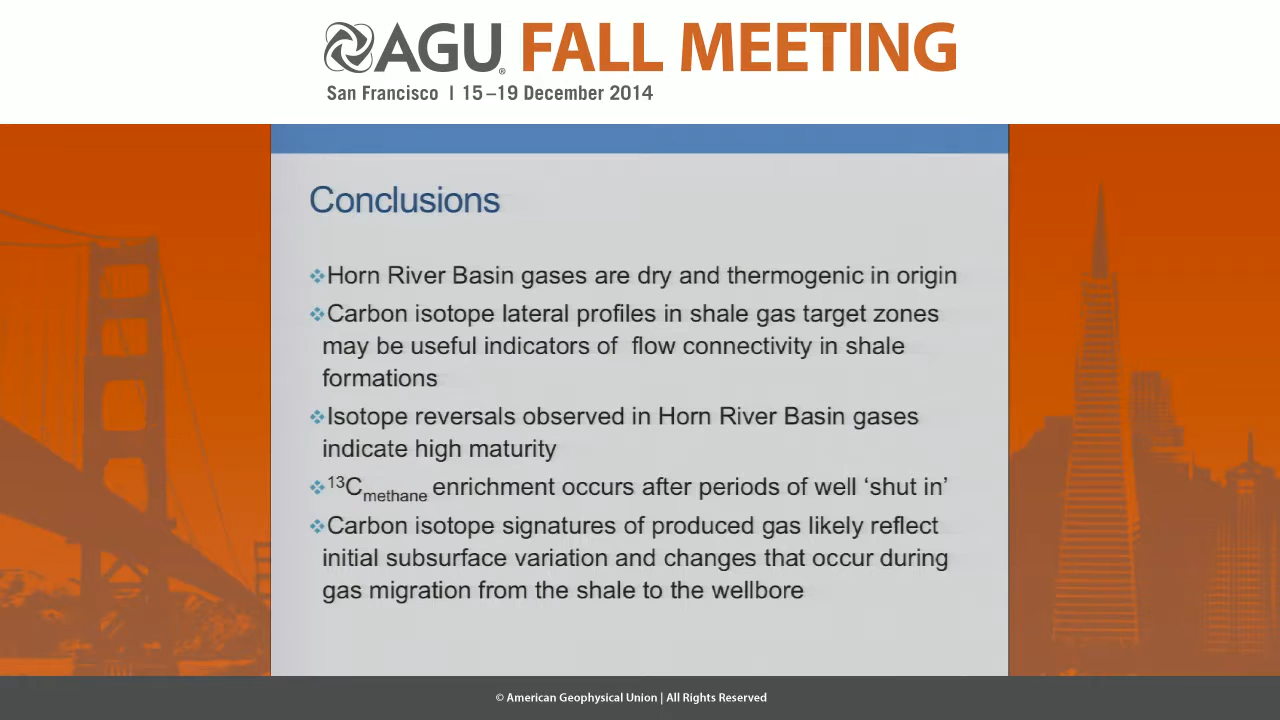 AGU® FALL MEETING
San Francisco | 15–19 December 2014
Conclusions
❖Horn River Basin gases are dry and thermogenic in origin
❖Carbon isotope lateral profiles in shale gas target zones
may be useful indicators of flow connectivity in shale
formations
❖Isotope reversals observed in Horn River Basin gases
indicate high maturity
❖¹³Cmethane enrichment occurs after periods of well ‘shut in’
❖Carbon isotope signatures of produced gas likely reflect
initial subsurface variation and changes that occur during
gas migration from the shale to the wellbore
© American Geophysical Union | All Rights Reserved